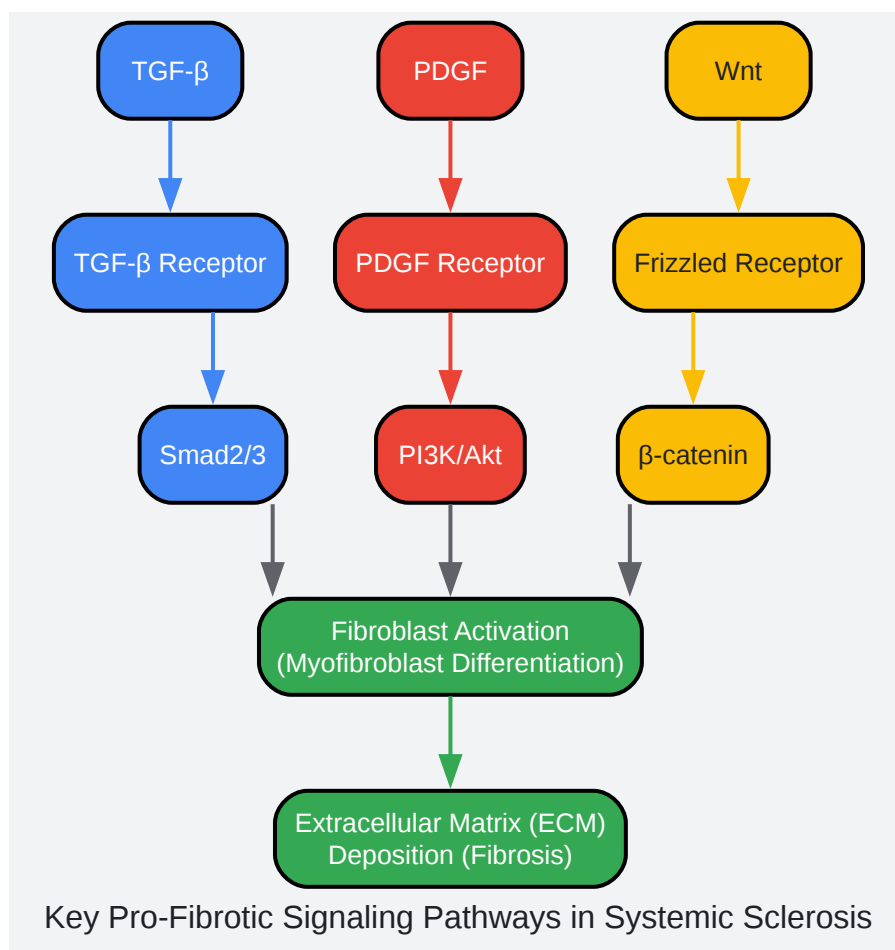 TGF-β
PDGF
Wnt
TGF-β Receptor
PDGF Receptor
Frizzled Receptor
Smad2/3
PI3K/Akt
β-catenin
Fibroblast Activation
(Myofibroblast Differentiation)
Extracellular Matrix (ECM)
Deposition (Fibrosis)
Key Pro-Fibrotic Signaling Pathways in Systemic Sclerosis